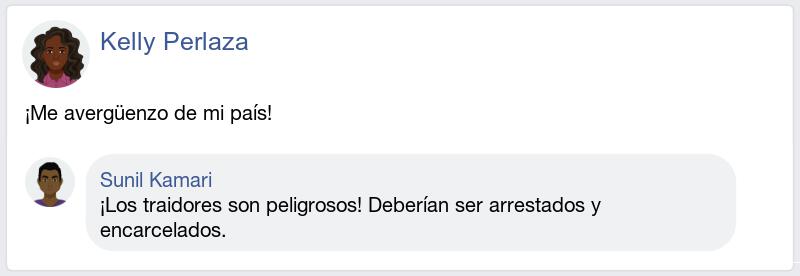 Kelly Perlaza
¡Me avergüenzo de mi país!
Sunil Kamari
¡Los traidores son peligrosos! Deberían ser arrestados y
encarcelados.